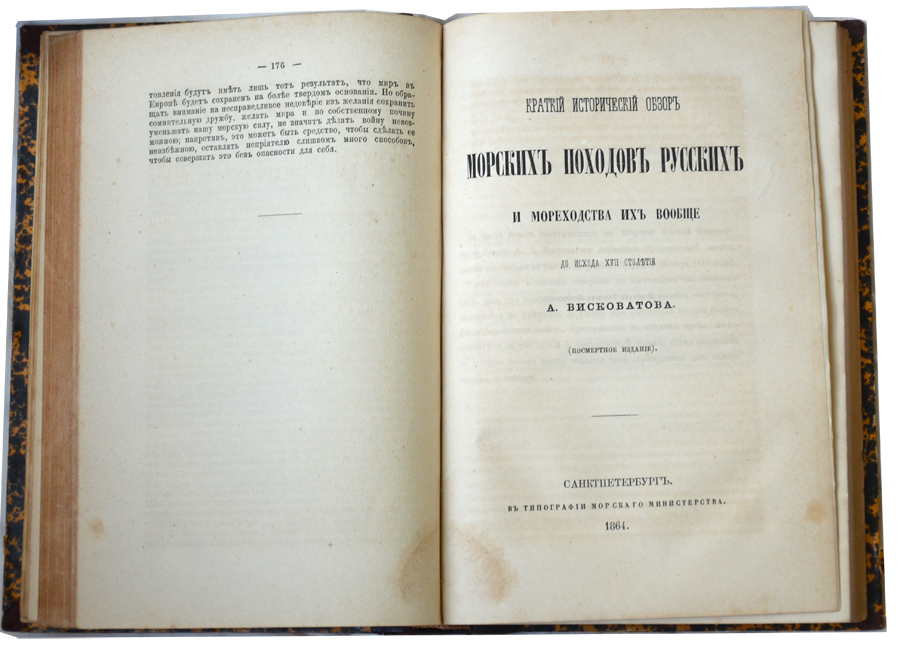 — 176 —
товленія будутъ имѣть лишь тотъ результатъ, что миръ въ
Европѣ будетъ сохраненъ на болѣе твердомъ основаніи. Но обра-
щать вниманіе на несправедливое недовѣріе изъ желанія сохранить
сомнительную дружбу, желать мира и по собственному почину
уменьшать нашу морскую силу, не значитъ дѣлать войну невоз-
можною; напротивъ, это можетъ быть средство, чтобы сдѣлать ее
неизбѣжною, оставлять непріятелю слишкомъ много способовъ,
чтобы совершать это безъ опасности для себя.
КРАТКІЙ ИСТОРИЧЕСКІЙ ОБЗОРЪ
МОРСКИХЪ ПОХОДОВЪ РУССКИХЪ
И МОРЕХОДСТВА ИХЪ ВООБЩЕ
ДО ИСХОДА XVII СТОЛѢТІЯ
А. ВИСКОВАТОВА.
(ПОСМЕРТНОЕ ИЗДАНІЕ).
САНКТПЕТЕРБУРГЪ.
ВЪ ТИПОГРАФІИ МОРСКАГО МИНИСТЕРСТВА.
1864.